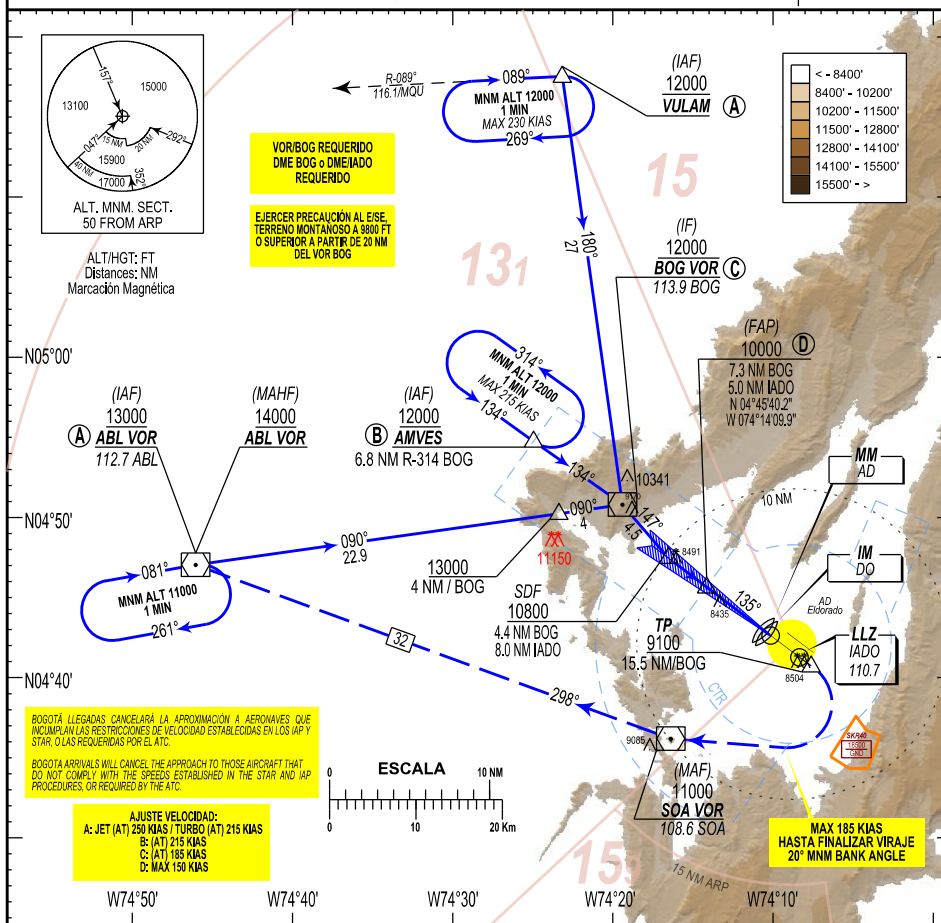 157°
15000
13100
047°
15 NM
20 NM
292°
15900
40 NM
17000
352°
ALT. MNM. SECT.
50 FROM ARP
ALT/HGT: FT
Distances: NM
Marcación Magnética
R-089°
116.1/MQU
089°
MNM ALT 12000
1 MIN
MAX 230 KIAS
269°
(IAF)
12000
VULAM
A
< - 8400'
8400' - 10200'
10200' - 11500'
11500' - 12800'
12800' - 14100'
14100' - 15500'
15500' - >
VOR/BOG REQUERIDO
DME BOG o DME/IADO
REQUERIDO
EJERCER PRECAUCIÓN AL E/SE,
TERRENO MONTAÑOSO A 9800 FT
O SUPERIOR A PARTIR DE 20 NM
DEL VOR BOG
15
131
180°
27
(IF)
12000
BOG VOR
C
113.9 BOG
(FAP)
10000
D
7.3 NM BOG
5.0 NM IADO
N 04°45'40.2"
W 074°14'09.9"
N05°00'
314°
MNM ALT 12000
1 MIN
MAX 215 KIAS
134°
(IAF)
13000
A
ABL VOR
112.7 ABL
(MAHF)
14000
ABL VOR
(IAF)
12000
B
AMVES
6.8 NM R-314 BOG
134°
10341
MM
AD
10 NM
N04°50'
090°
4
147°
4.5
090°
22.9
11150
8491
IM
DO
13000
4 NM / BOG
081°
MNM ALT 11000
1 MIN
261°
SDF
10800
4.4 NM BOG
8.0 NM IADO
135°
8435
AD
Eldorado
TP
9100
15.5 NM/BOG
LLZ
IADO
110.7
8504
32
N04°40'
298°
CTR
9085
SKR40
GND
(MAF)
11000
SOA VOR
108.6 SOA
BOGOTÁ LLEGADAS CANCELARÁ LA APROXIMACIÓN A AERONAVES QUE
INCUMPLAN LAS RESTRICCIONES DE VELOCIDAD ESTABLECIDAS EN LOS IAP Y
STAR, O LAS REQUERIDAS POR EL ATC.
BOGOTA ARRIVALS WILL CANCEL THE APPROACH TO THOSE AIRCRAFT THAT
DO NOT COMPLY WITH THE SPEEDS ESTABLISHED IN THE STAR AND IAP
PROCEDURES, OR REQUIRED BY THE ATC.
ESCALA
0
10 NM
0
10
20 Km
AJUSTE VELOCIDAD:
A: JET (AT) 250 KIAS / TURBO (AT) 215 KIAS
B: (AT) 215 KIAS
C: (AT) 185 KIAS
D: MAX 150 KIAS
MAX 185 KIAS
HASTA FINALIZAR VIRAJE
20° MNM BANK ANGLE
15 NM ARP
W74°50'
W74°40'
W74°30'
W74°20'
W74°10'